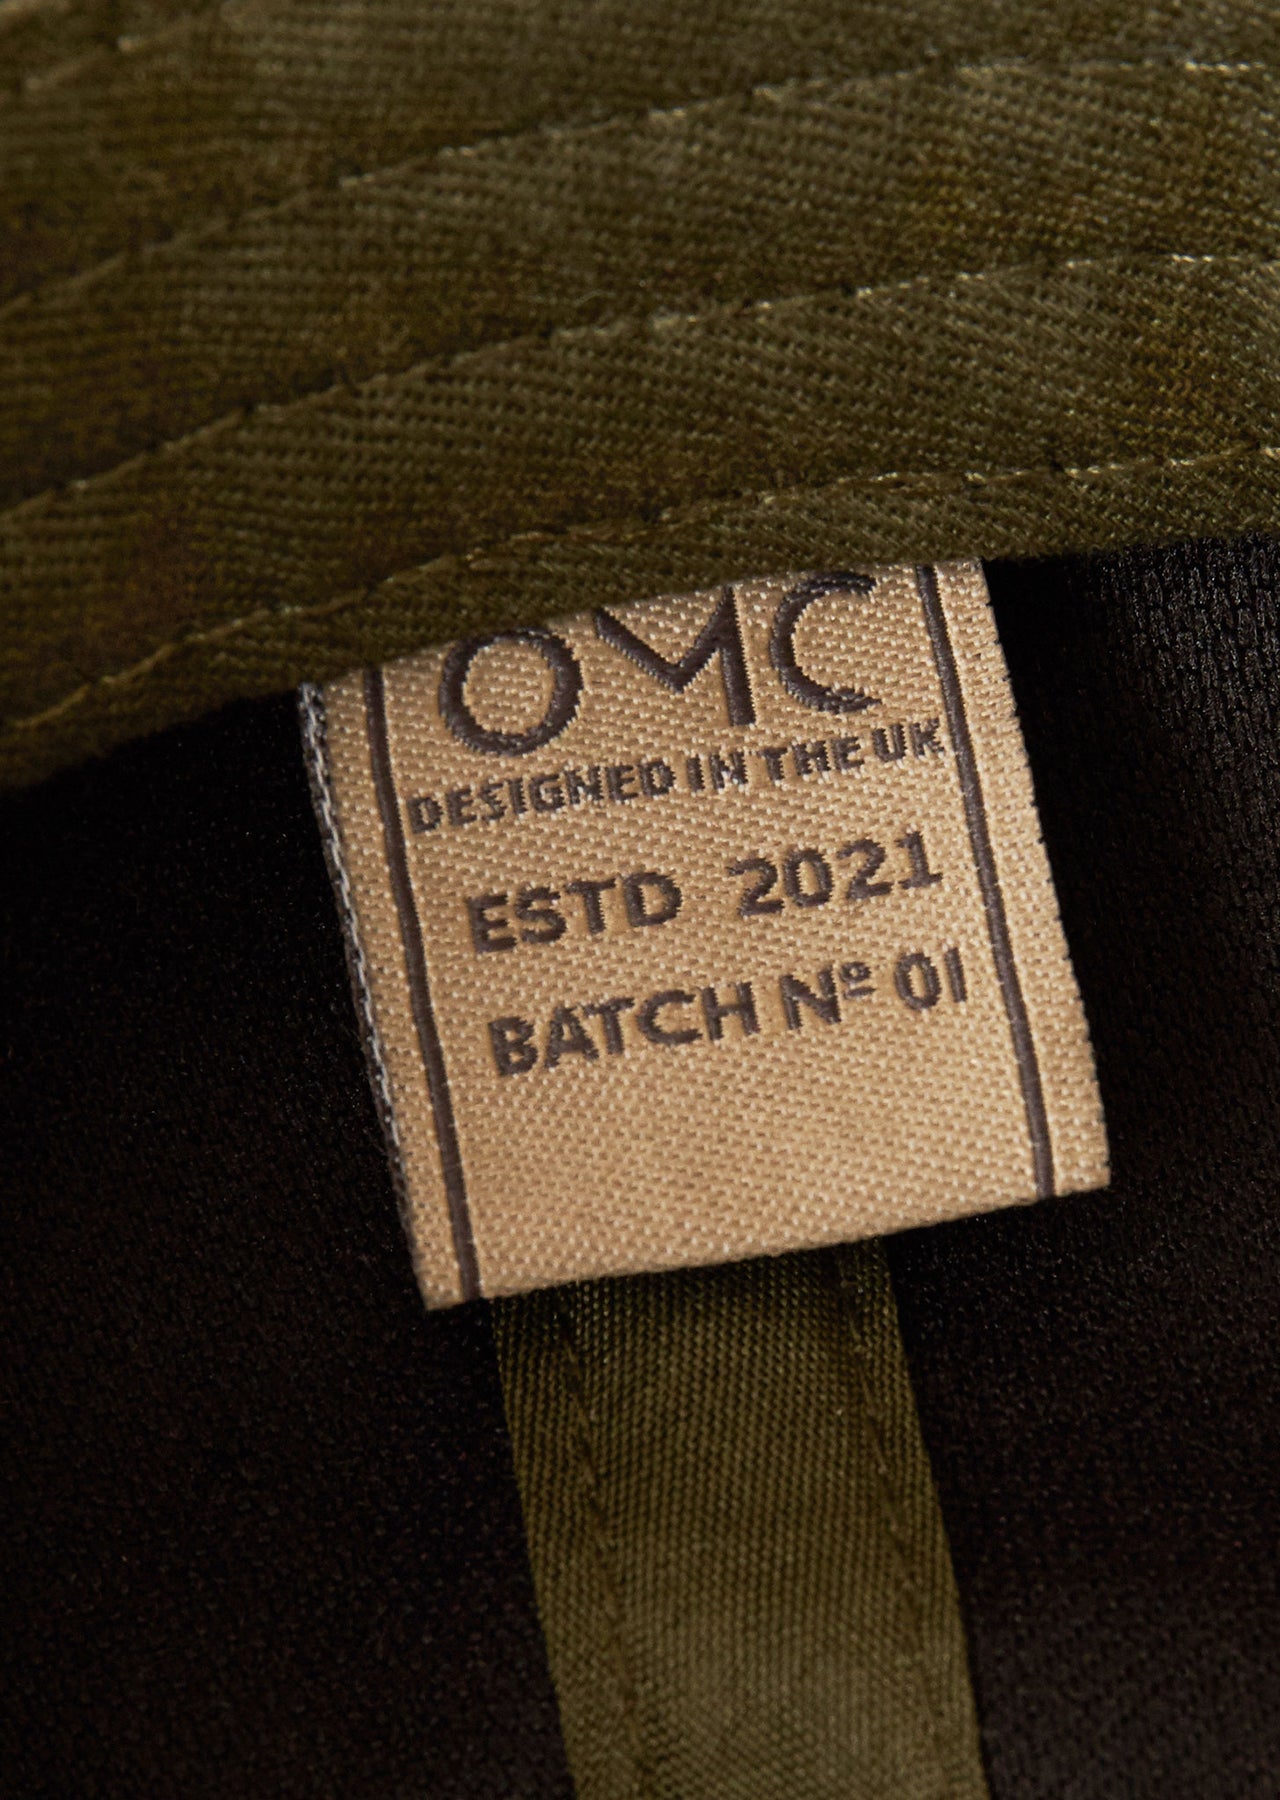 OMC
DESIGNED IN THE UK
ESTD 2021
BATCH Nº 01